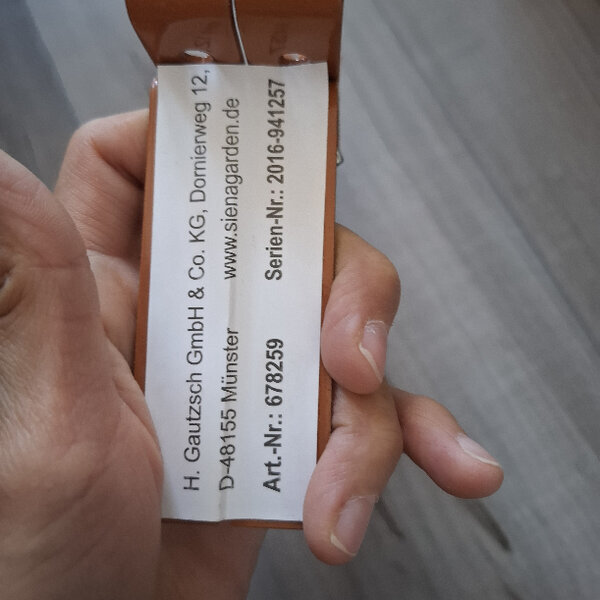 H. Gautzsch GmbH & Co. KG, Dornierweg 12,
D-48155 Münster www.sienagarden.de
Art.-Nr.: 678259 Serien-Nr.: 2016-941257